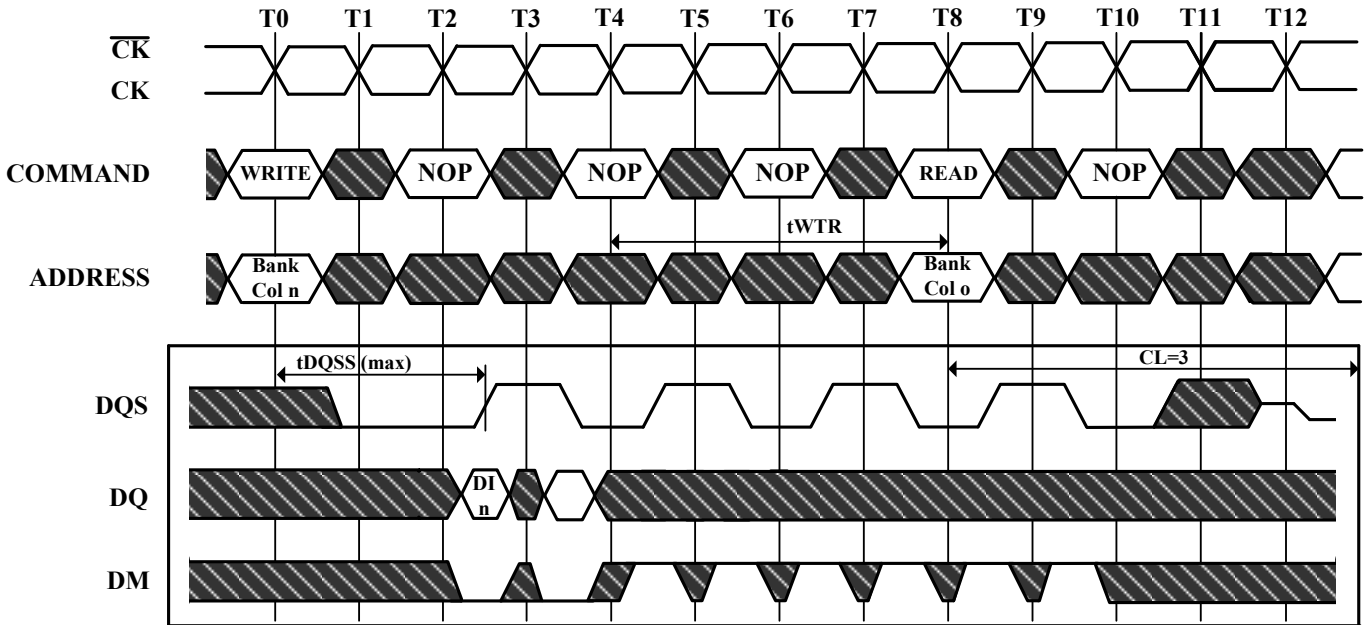 T0 T1 T2 T3 T4 T5 T6 T7 T8 T9 T10 T11 T12
CK
CK
COMMAND WRITE NOP NOP NOP READ NOP
tWTR
ADDRESS Bank Col n Bank Col o
tDQSS (max) CL=3
DQS
DQ DI n
DM